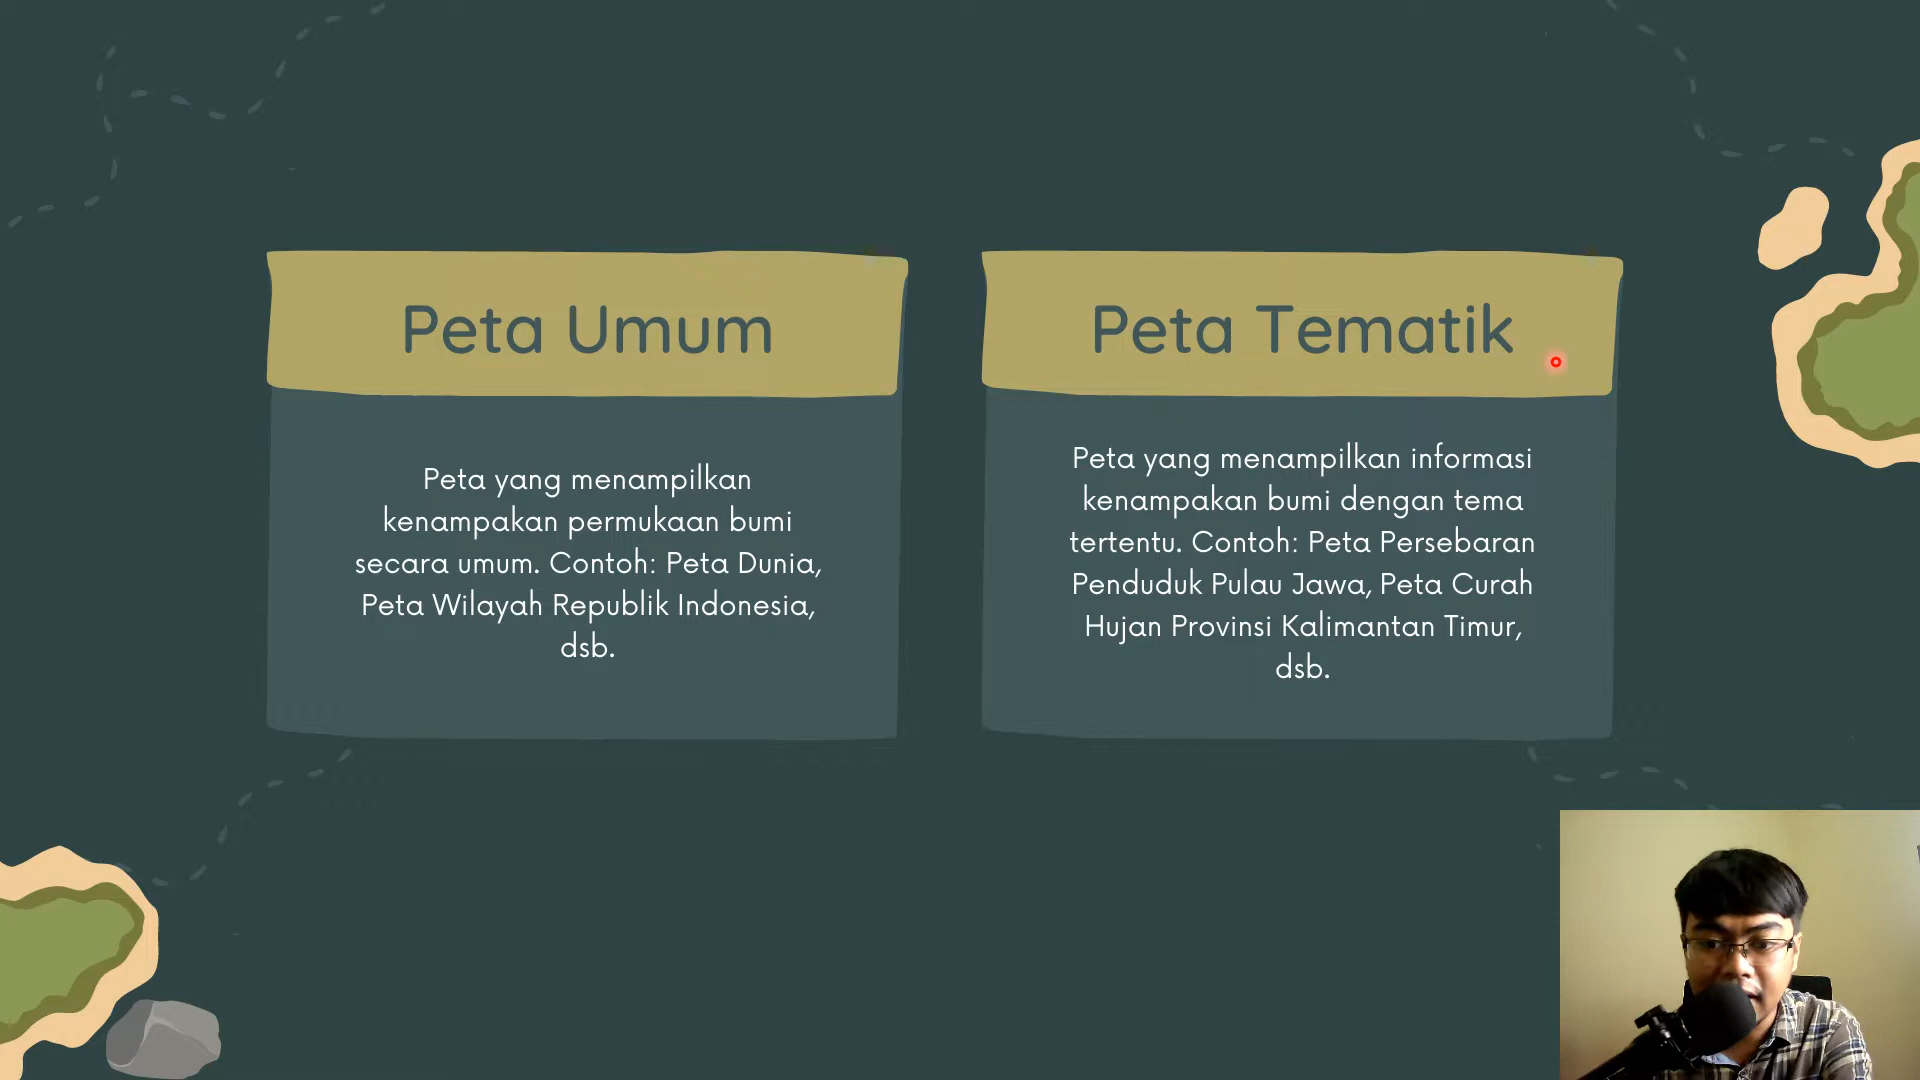 Peta Umum
Peta yang menampilkan
kenampakan permukaan bumi
secara umum. Contoh: Peta Dunia,
Peta Wilayah Republik Indonesia,
dsb.
Peta Tematik
Peta yang menampilkan informasi
kenampakan bumi dengan tema
tertentu. Contoh: Peta Persebaran
Penduduk Pulau Jawa, Peta Curah
Hujan Provinsi Kalimantan Timur,
dsb.